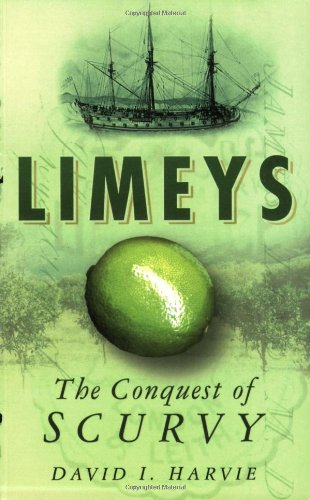 LIMEYS
The Conquest of
SCURVY
DAVID I. HARVIE